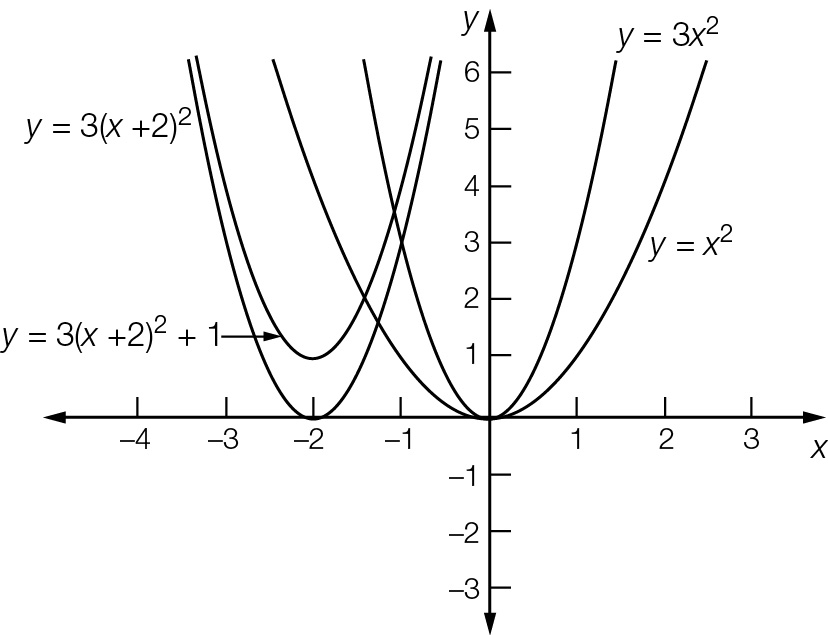 y
y = 3x²
6
y = 3(x +2)²
5
4
3
y = x²
2
y = 3(x +2)² + 1
1
–4 –3 –2 –1 1 2 3
x
–1
–2
–3